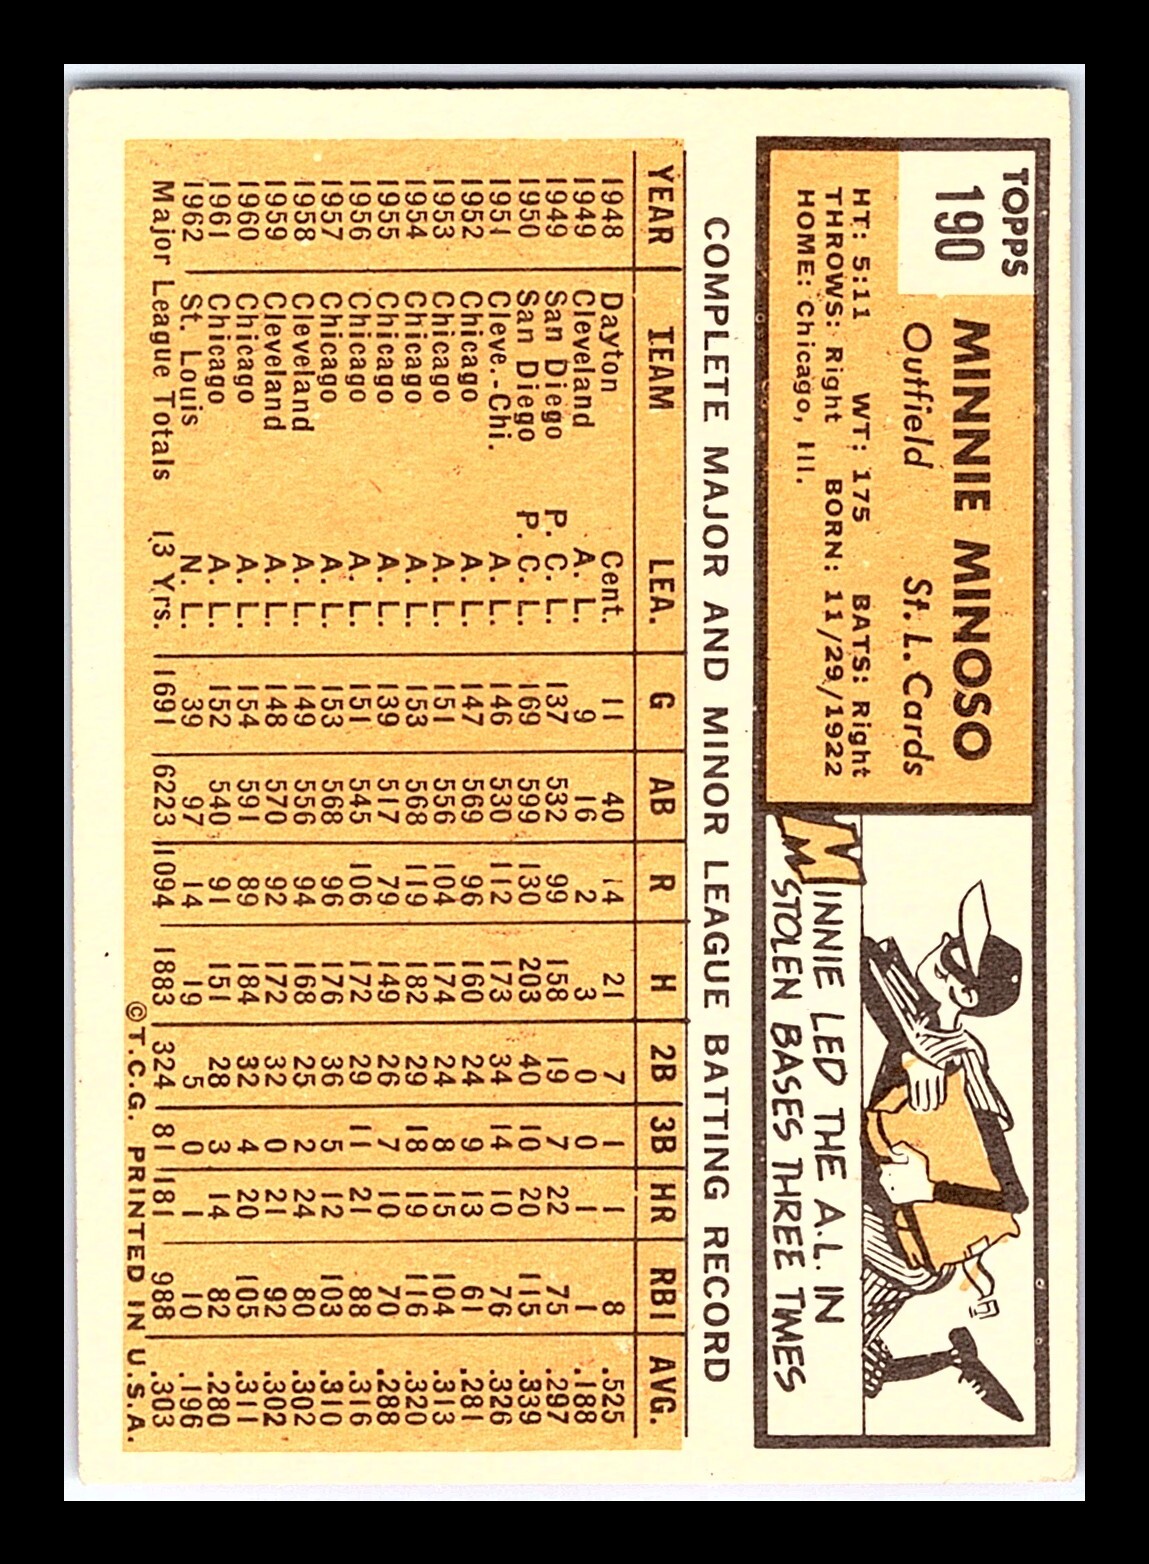 TOPPS
190
MINNIE MINOSO
Outfield St. L. Cards
HT: 5:11 WT: 175 BATS: Right
THROWS: Right BORN: 11/29/1922
HOME: Chicago, Ill.
MINNIE LED THE A.L. IN
STOLEN BASES THREE TIMES
COMPLETE MAJOR AND MINOR LEAGUE BATTING RECORD
YEAR TEAM LEA. G AB R H 2B 3B HR RBI AVG.
1948 Dayton Cent. 11 40 14 21 7 1 1 8 .525
1949 Cleveland A. L. 9 16 2 3 0 0 1 1 .188
1949 San Diego P. C. L. 137 532 99 158 19 7 22 75 .297
1950 San Diego P. C. L. 169 599 130 203 40 10 20 115 .339
1951 Cleve.-Chi. A. L. 146 530 112 173 34 14 10 76 .326
1952 Chicago A. L. 147 569 96 160 24 9 13 61 .281
1953 Chicago A. L. 151 556 104 174 24 8 15 104 .313
1954 Chicago A. L. 153 568 119 182 29 18 19 116 .320
1955 Chicago A. L. 139 517 79 149 26 7 10 70 .288
1956 Chicago A. L. 151 545 106 172 29 11 21 88 .316
1957 Chicago A. L. 153 568 96 176 36 5 12 103 .310
1958 Cleveland A. L. 149 556 94 168 25 2 24 80 .302
1959 Cleveland A. L. 148 570 92 172 32 0 21 92 .302
1960 Chicago A. L. 154 591 89 184 32 4 20 105 .311
1961 Chicago A. L. 152 540 91 151 28 3 14 82 .280
1962 St. Louis N. L. 39 97 14 19 5 0 1 10 .196
Major League Totals 13 Yrs. 1691 6223 1094 1883 324 81 181 988 .303
©T.C.G. PRINTED IN U.S.A.